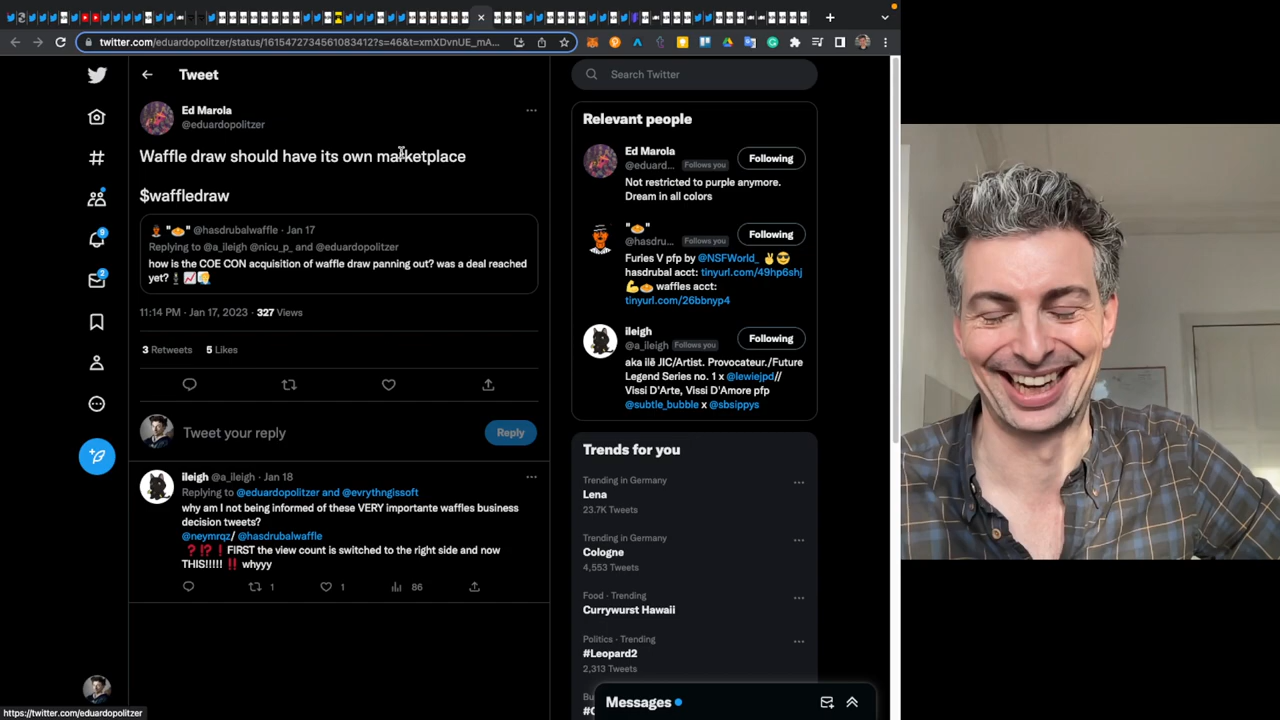 twitter.com/eduardopolitzer/status/1615472734561083412?s=46&t=xmXDvnUE_mA...
Tweet
Ed Marola
@eduardopolitzer
Waffle draw should have its own marketplace
$waffledraw
"🥧" @hasdrubalwaffle · Jan 17
Replying to @a_ileigh @nicu_p_ and @eduardopolitzer
how is the COE CON acquisition of waffle draw panning out? was a deal reached
yet?
11:14 PM · Jan 17, 2023 · 327 Views
3 Retweets 5 Likes
Tweet your reply
Reply
ileigh @a_ileigh · Jan 18
Replying to @eduardopolitzer and @evrythngissoft
why am I not being informed of these VERY importante waffles business
decision tweets?
@neymrqz/ @hasdrubalwaffle
❓⁉️❗FIRST the view count is switched to the right side and now
THIS!!!!! ‼️ whyyy
1 1 86
9
2
Search Twitter
Relevant people
Ed Marola
@eduard... Follows you
Following
Not restricted to purple anymore.
Dream in all colors
"🥧"
@hasdru... Follows you
Following
Furies V pfp by @NSFWorld_ ✌️😎
hasdrubal acct: tinyurl.com/49hp6shj
💪🥧 waffles acct:
tinyurl.com/26bbnyp4
ileigh
@a_ileigh Follows you
Following
aka ilē JIC/Artist. Provocateur./Future
Legend Series no. 1 x @lewiejpd//
Vissi D'Arte, Vissi D'Amore pfp
@subtle_bubble x @sbsippys
Trends for you
Trending in Germany
Lena
23.7K Tweets
Trending in Germany
Cologne
4,553 Tweets
Food · Trending
Currywurst Hawaii
Politics · Trending
#Leopard2
2,313 Tweets
Messages
https://twitter.com/eduardopolitzer